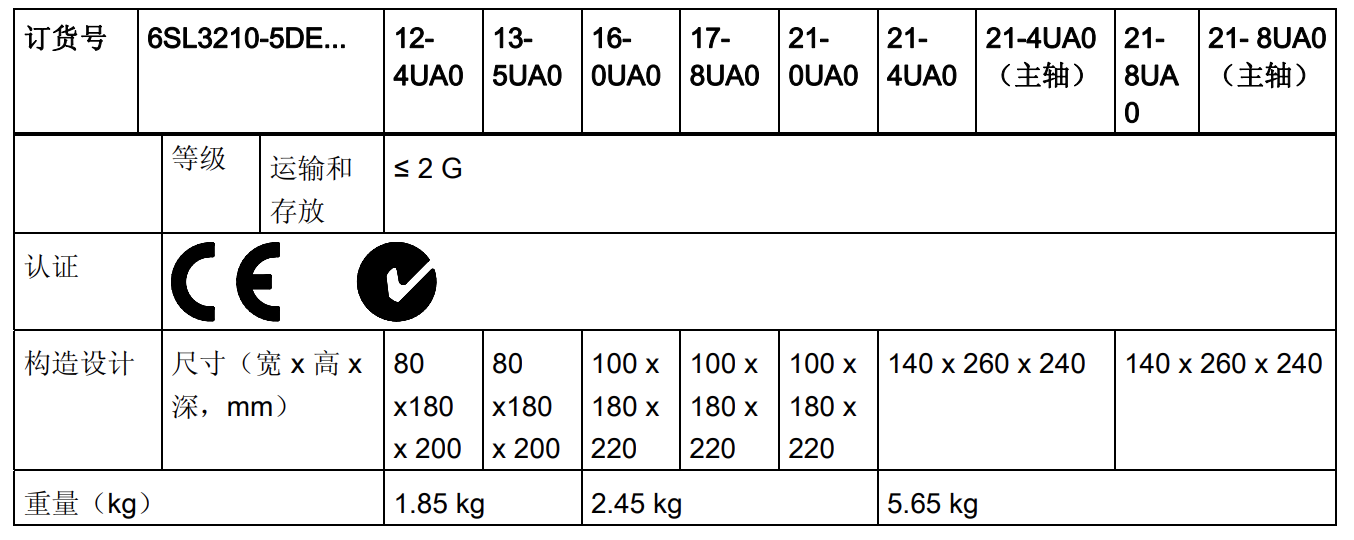 订货号 6SL3210-5DE... 12- 13- 16- 17- 21- 21- 21-4UA0 21- 21- 8UA0
4UA0 5UA0 0UA0 8UA0 0UA0 4UA0 （主轴） 8UA （主轴）
0
等级 运输和 ≤ 2 G
存放
认证 CE
构造设计 尺寸（宽 x 高 x 80 80 100 x 100 x 100 x 140 x 260 x 240 140 x 260 x 240
深，mm） x180 x180 180 x 180 x 180 x
x 200 x 200 220 220 220
重量（kg） 1.85 kg 2.45 kg 5.65 kg